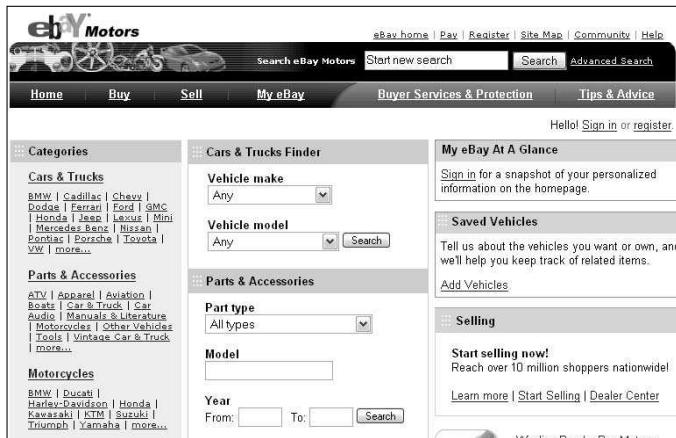 ebaY Motors
eBay home | Pay | Register | Site Map | Community | Help
Search eBay Motors Start new search Search Advanced Search
Home Buy Sell My eBay Buyer Services & Protection Tips & Advice
Hello! Sign in or register.
Categories
Cars & Trucks
BMW | Cadillac | Chevy |
Dodge | Ferrari | Ford | GMC
| Honda | Jeep | Lexus | Mini
| Mercedes Benz | Nissan |
Pontiac | Porsche | Toyota |
VW | more...
Parts & Accessories
ATV | Apparel | Aviation |
Boats | Car & Truck | Car
Audio | Manuals & Literature
| Motorcycles | Other Vehicles
| Tools | Vintage Car & Truck
| more...
Motorcycles
BMW | Ducati |
Harley-Davidson | Honda |
Kawasaki | KTM | Suzuki |
Triumph | Yamaha | more...
Cars & Trucks Finder
Vehicle make
Any
Vehicle model
Any Search
Parts & Accessories
Part type
All types
Model
Year
From: To: Search
My eBay At A Glance
Sign in for a snapshot of your personalized
information on the homepage.
Saved Vehicles
Tell us about the vehicles you want or own, and
we'll help you keep track of related items.
Add Vehicles
Selling
Start selling now!
Reach over 10 million shoppers nationwide!
Learn more | Start Selling | Dealer Center